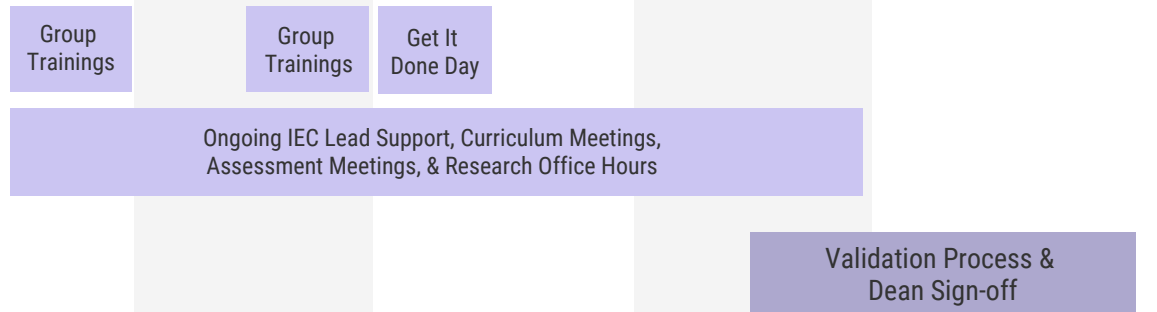 Group
Trainings
Group
Trainings
Get It
Done Day
Ongoing IEC Lead Support, Curriculum Meetings,
Assessment Meetings, & Research Office Hours
Validation Process &
Dean Sign-off